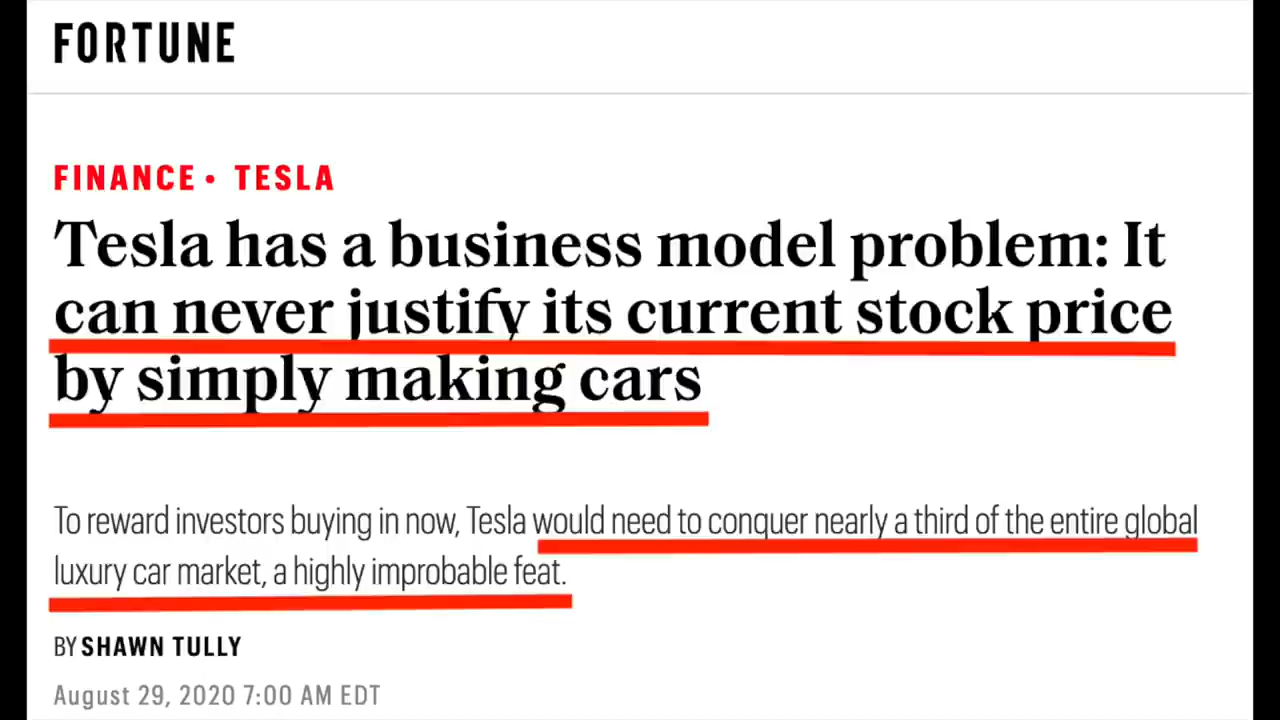 FORTUNE
FINANCE • TESLA
Tesla has a business model problem: It
can never justify its current stock price
by simply making cars
To reward investors buying in now, Tesla would need to conquer nearly a third of the entire global
luxury car market, a highly improbable feat.
BY SHAWN TULLY
August 29, 2020 7:00 AM EDT